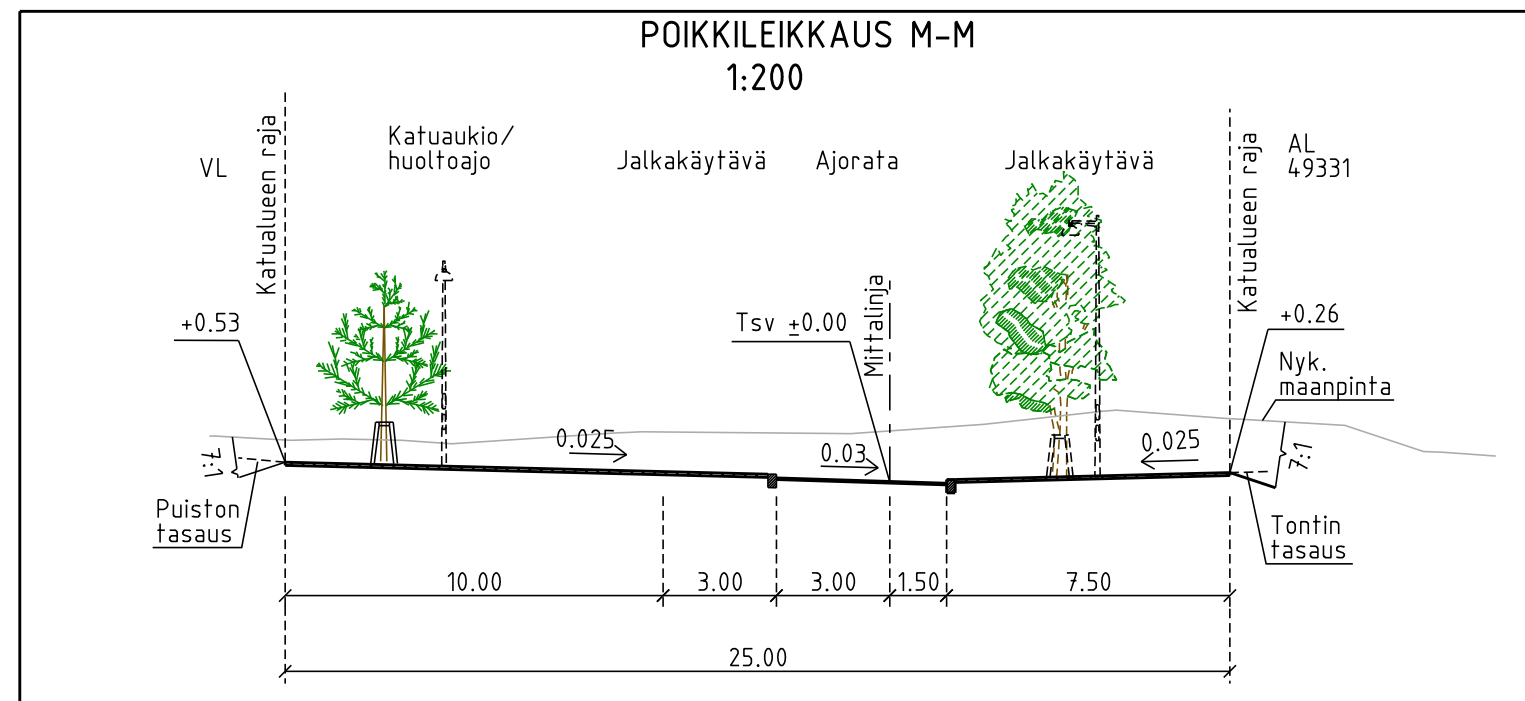 POIKKILEIKKAUS M-M
1:200
VL
Katualueen raja
Katuaukio/
huoltoajo
Jalkakäytävä
Ajorata
Jalkakäytävä
Katualueen raja
AL
49331
+0.53
Tsv ±0.00
Mittalinja
+0.26
Nyk.
maanpinta
7:1
0.025
0.03
0.025
7:1
Puiston
tasaus
Tontin
tasaus
10.00
3.00
3.00
1.50
7.50
25.00